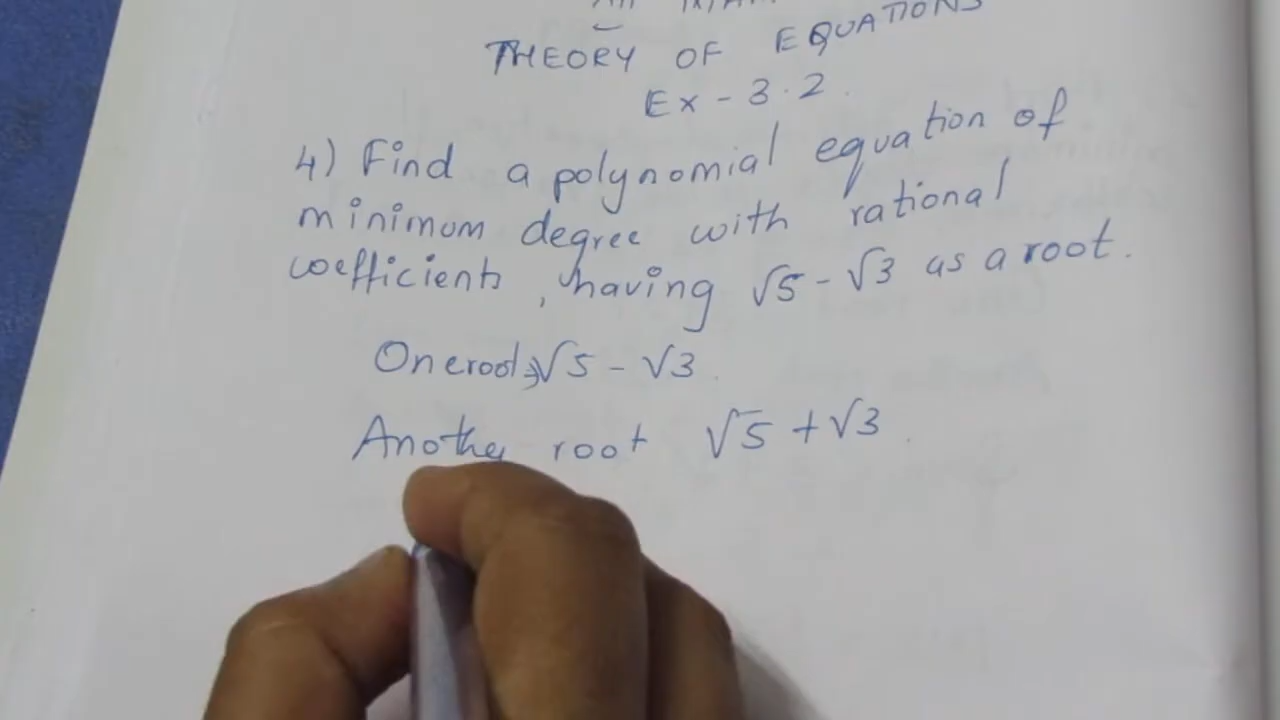 THEORY OF EQUATIONS
Ex - 3.2.
4) Find a polynomial equation of
minimum degree with rational
coefficients, having √5 - √3 as a root.
One root √5 - √3
Another root √5 + √3